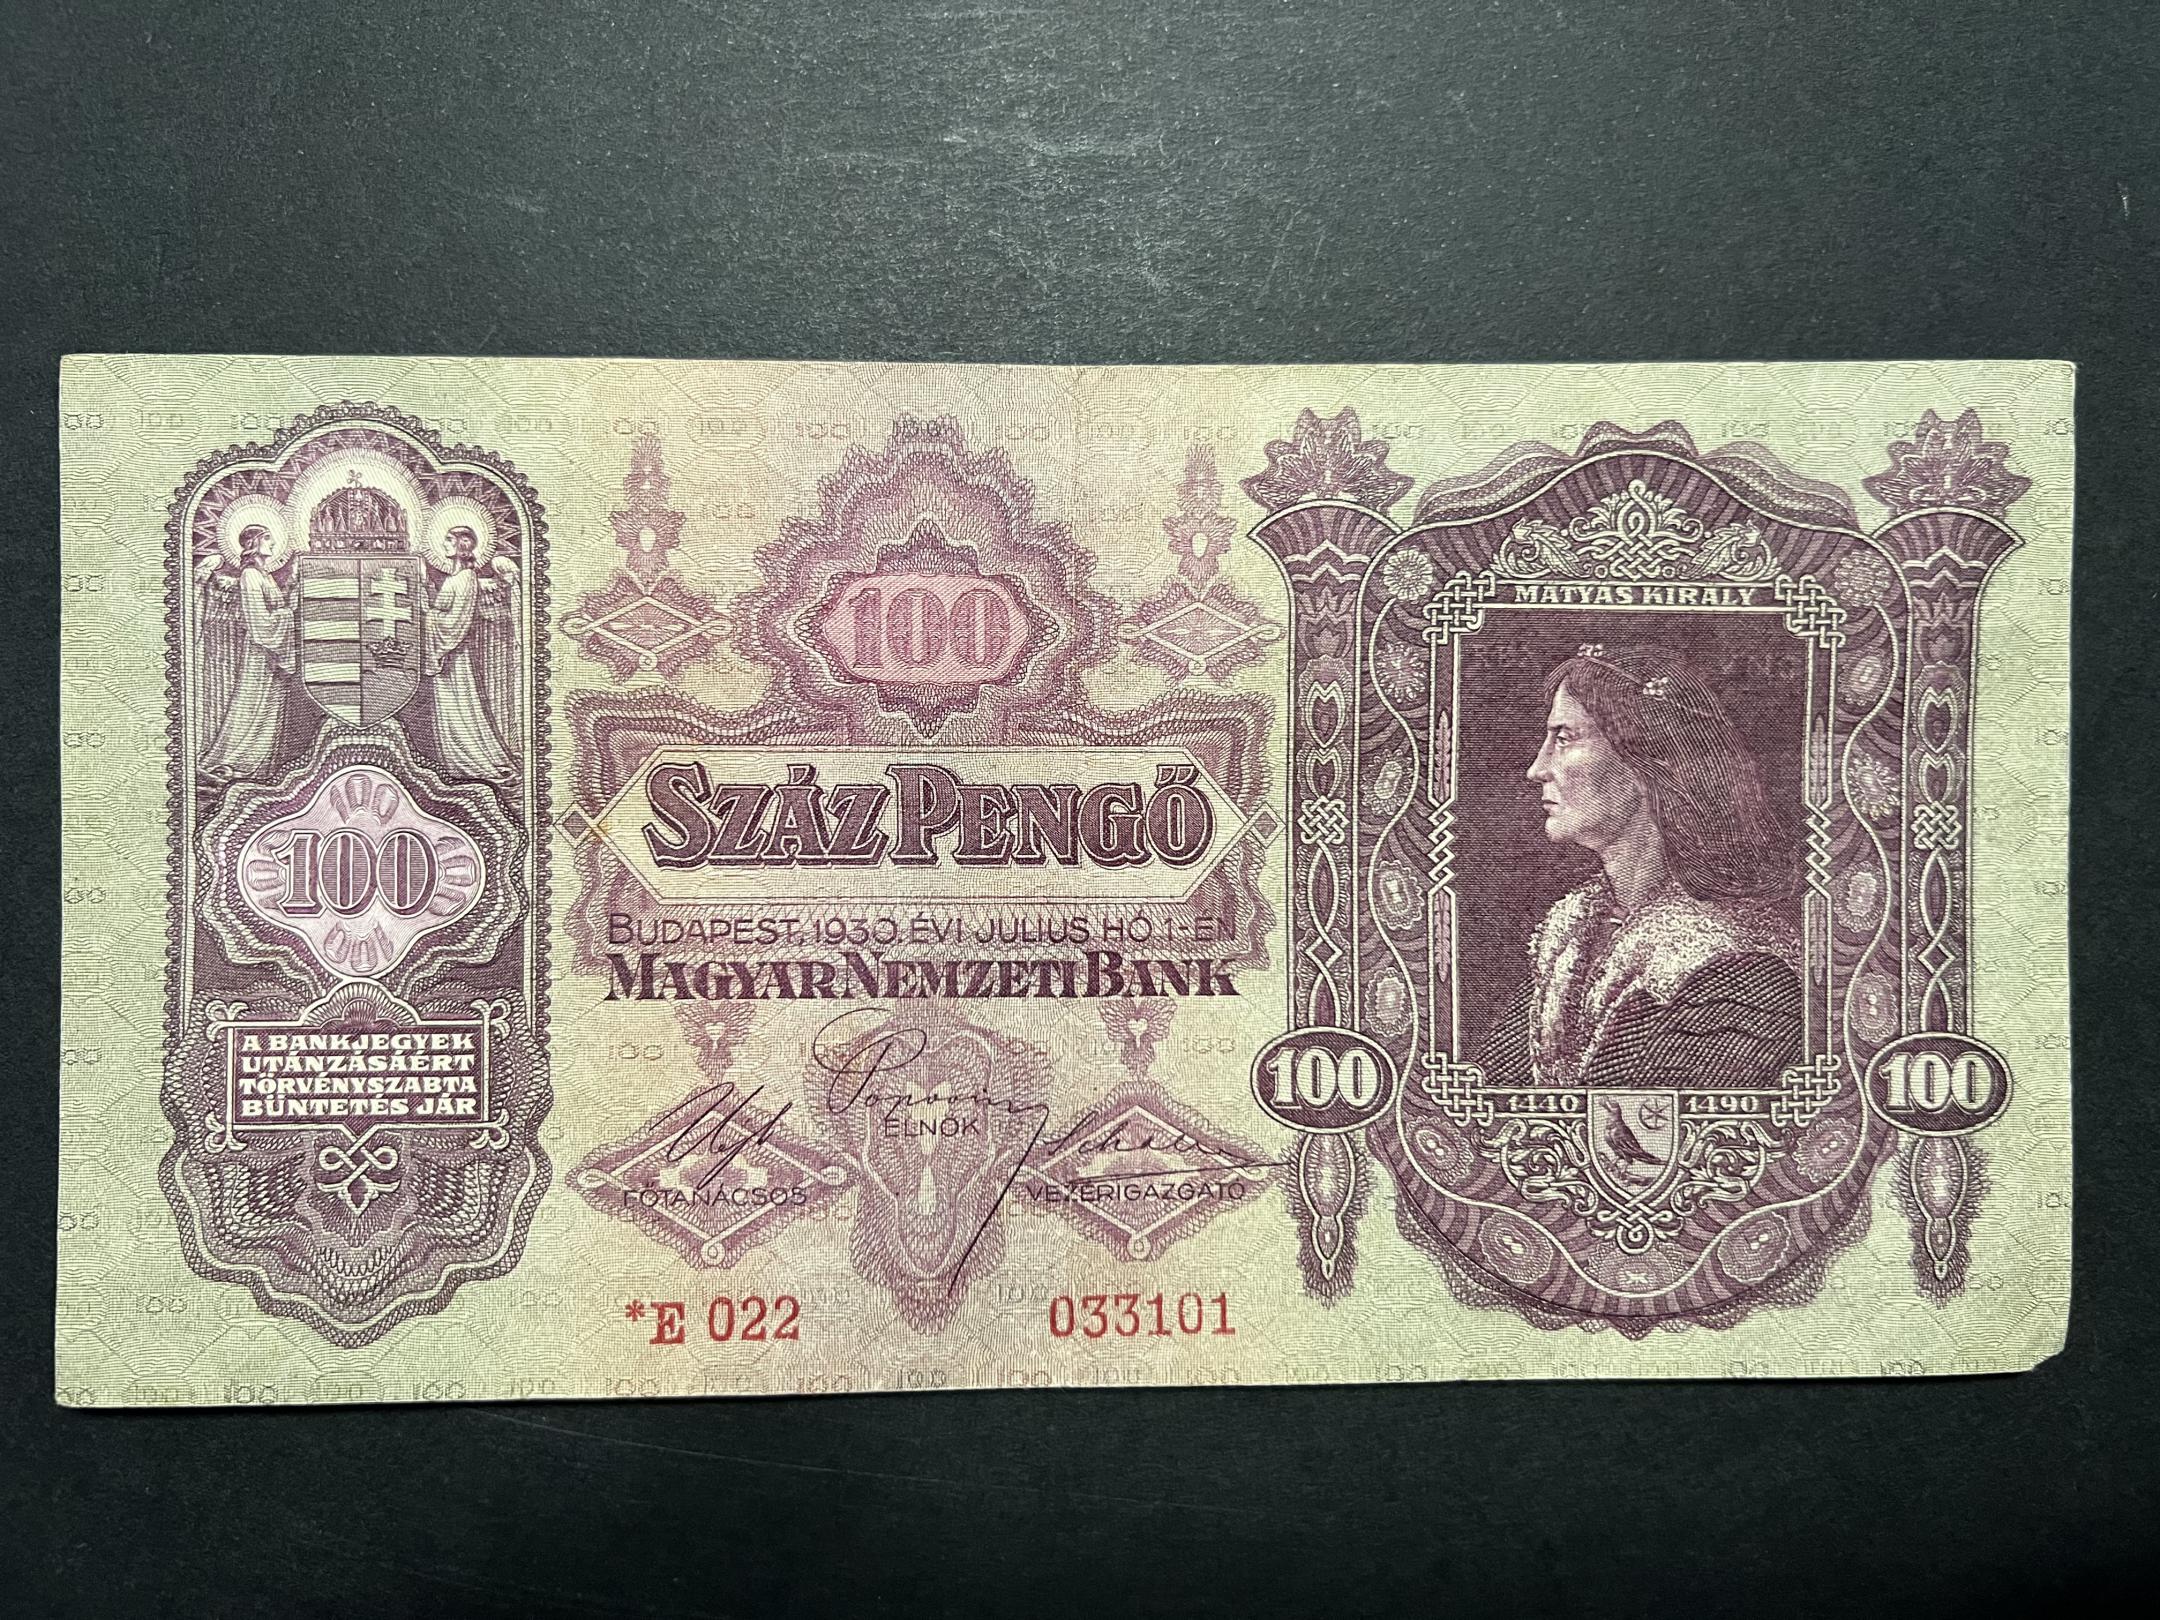 100
A BANKJEGYEK
UTÁNZÁSÁÉRT
TÖRVÉNYSZABTA
BÜNTETÉS JÁR
100
SZÁZ PENGŐ
BUDAPEST, 1930. ÉVI JULIUS HÓ 1-ÉN
MAGYAR NEMZETI BANK
ELNÖK
FŐTANÁCSOS
VEZÉRIGAZGATÓ
*E 022 033101
MÁTYÁS KIRÁLY
100 100
1440 1490